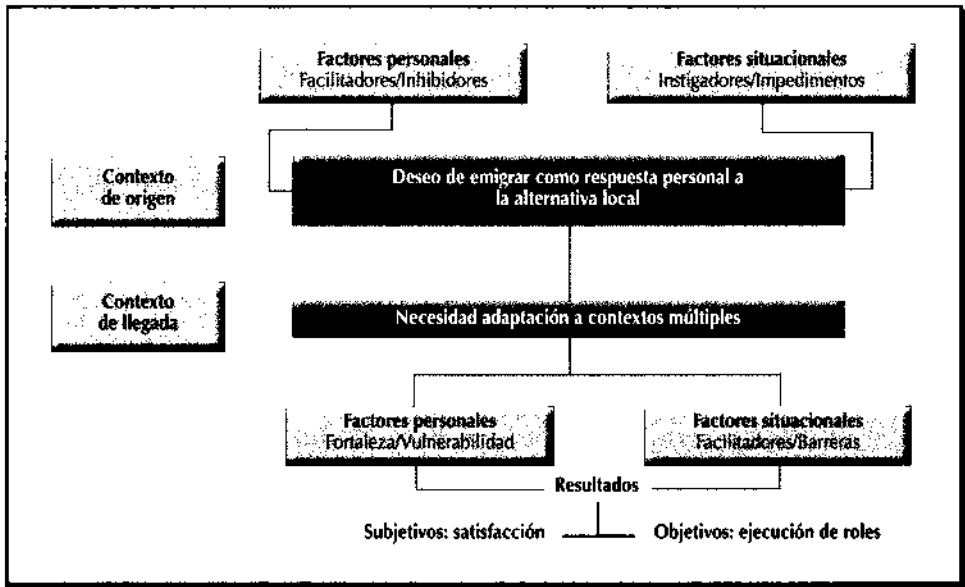 Factores personales
Facilitadores/Inhibidores
Factores situacionales
Instigadores/Impedimentos
Contexto
de origen
Deseo de emigrar como respuesta personal a
la alternativa local
Contexto
de llegada
Necesidad adaptación a contextos múltiples
Factores personales
Fortaleza/Vulnerabilidad
Factores situacionales
Facilitadores/Barreras
Resultados
Subjetivos: satisfacción
Objetivos: ejecución de roles